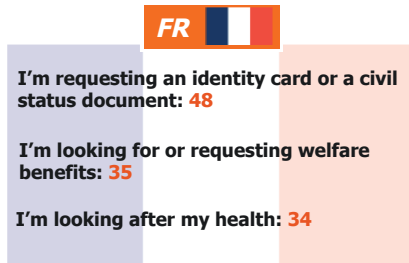 FR
I'm requesting an identity card or a civil
status document: 48
I'm looking for or requesting welfare
benefits: 35
I'm looking after my health: 34